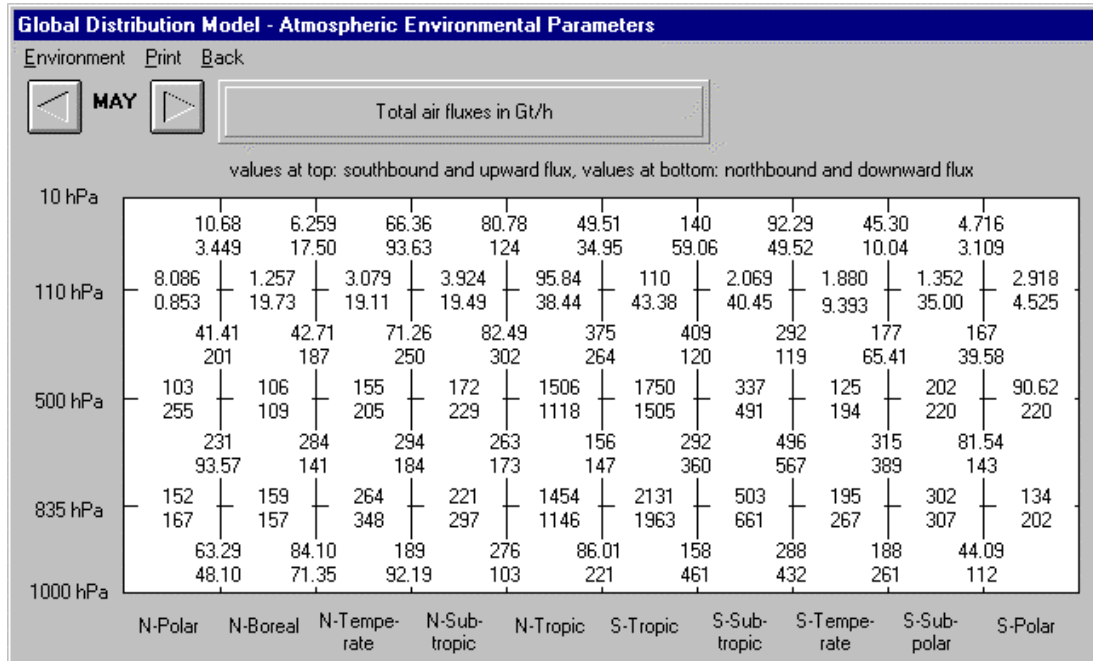 Global Distribution Model - Atmospheric Environmental Parameters
Environment Print Back
MAY
Total air fluxes in Gt/h
values at top: southbound and upward flux, values at bottom: northbound and downward flux
10 hPa
10.68 6.259 66.36 80.78 49.51 140 92.29 45.30 4.716
3.449 17.50 93.63 124 34.95 59.06 49.52 10.04 3.109
8.086 1.257 3.079 3.924 95.84 110 2.069 1.880 1.352 2.918
110 hPa
0.853 19.73 19.11 19.49 38.44 43.38 40.45 9.393 35.00 4.525
41.41 42.71 71.26 82.49 375 409 292 177 167
201 187 250 302 264 120 119 65.41 39.58
103 106 155 172 1506 1750 337 125 202 90.62
500 hPa
255 109 205 229 1118 1505 491 194 220 220
231 284 294 263 156 292 496 315 81.54
93.57 141 184 173 147 360 567 389 143
152 159 264 221 1454 2131 503 195 302 134
835 hPa
167 157 348 297 1146 1963 661 267 307 202
63.29 84.10 189 276 86.01 158 288 188 44.09
48.10 71.35 92.19 103 221 461 432 261 112
1000 hPa
N-Polar N-Boreal N-Tempe- N-Sub- N-Tropic S-Tropic S-Sub- S-Tempe- S-Sub- S-Polar
rate tropic tropic rate polar